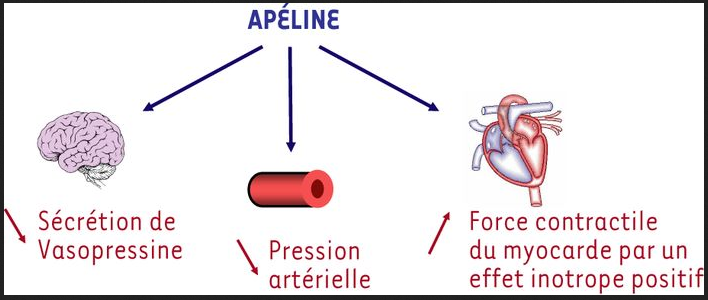 APÉLINE
Sécrétion de
Vasopressine
Pression
artérielle
Force contractile
du myocarde par un
effet inotrope positif